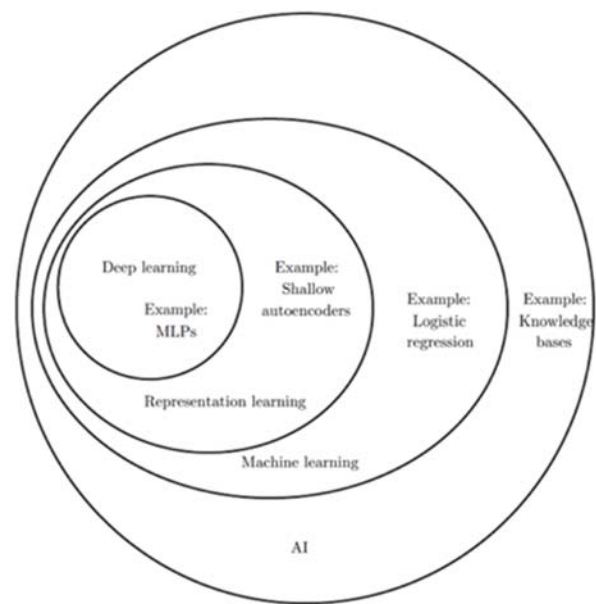 Deep learning
Example:
MLPs
Example:
Shallow
autoencoders
Example:
Logistic
regression
Example:
Knowledge
bases
Representation learning
Machine learning
AI